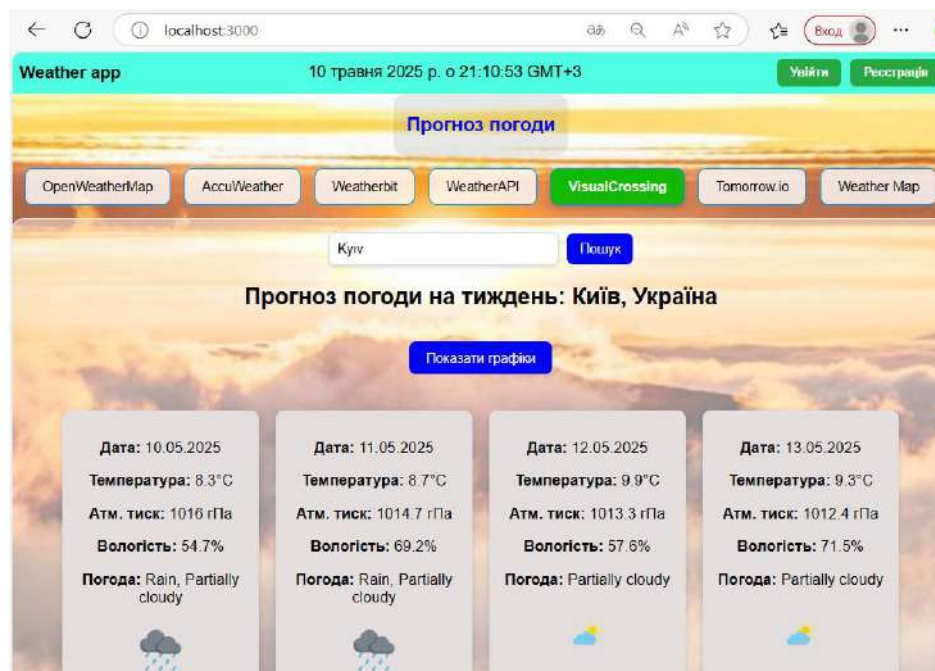 localhost:3000
Вход
Weather app
10 травня 2025 р. о 21:10:53 GMT+3
Увійти
Реєстрація
Прогноз погоди
OpenWeatherMap
AccuWeather
Weatherbit
WeatherAPI
VisualCrossing
Tomorrow.io
Weather Map
Kyiv
Пошук
Прогноз погоди на тиждень: Київ, Україна
Показати графіки
Дата: 10.05.2025
Температура: 8.3°C
Атм. тиск: 1016 гПа
Вологість: 54.7%
Погода: Rain, Partially
cloudy
Дата: 11.05.2025
Температура: 8.7°C
Атм. тиск: 1014.7 гПа
Вологість: 69.2%
Погода: Rain, Partially
cloudy
Дата: 12.05.2025
Температура: 9.9°C
Атм. тиск: 1013.3 гПа
Вологість: 57.6%
Погода: Partially cloudy
Дата: 13.05.2025
Температура: 9.3°C
Атм. тиск: 1012.4 гПа
Вологість: 71.5%
Погода: Partially cloudy